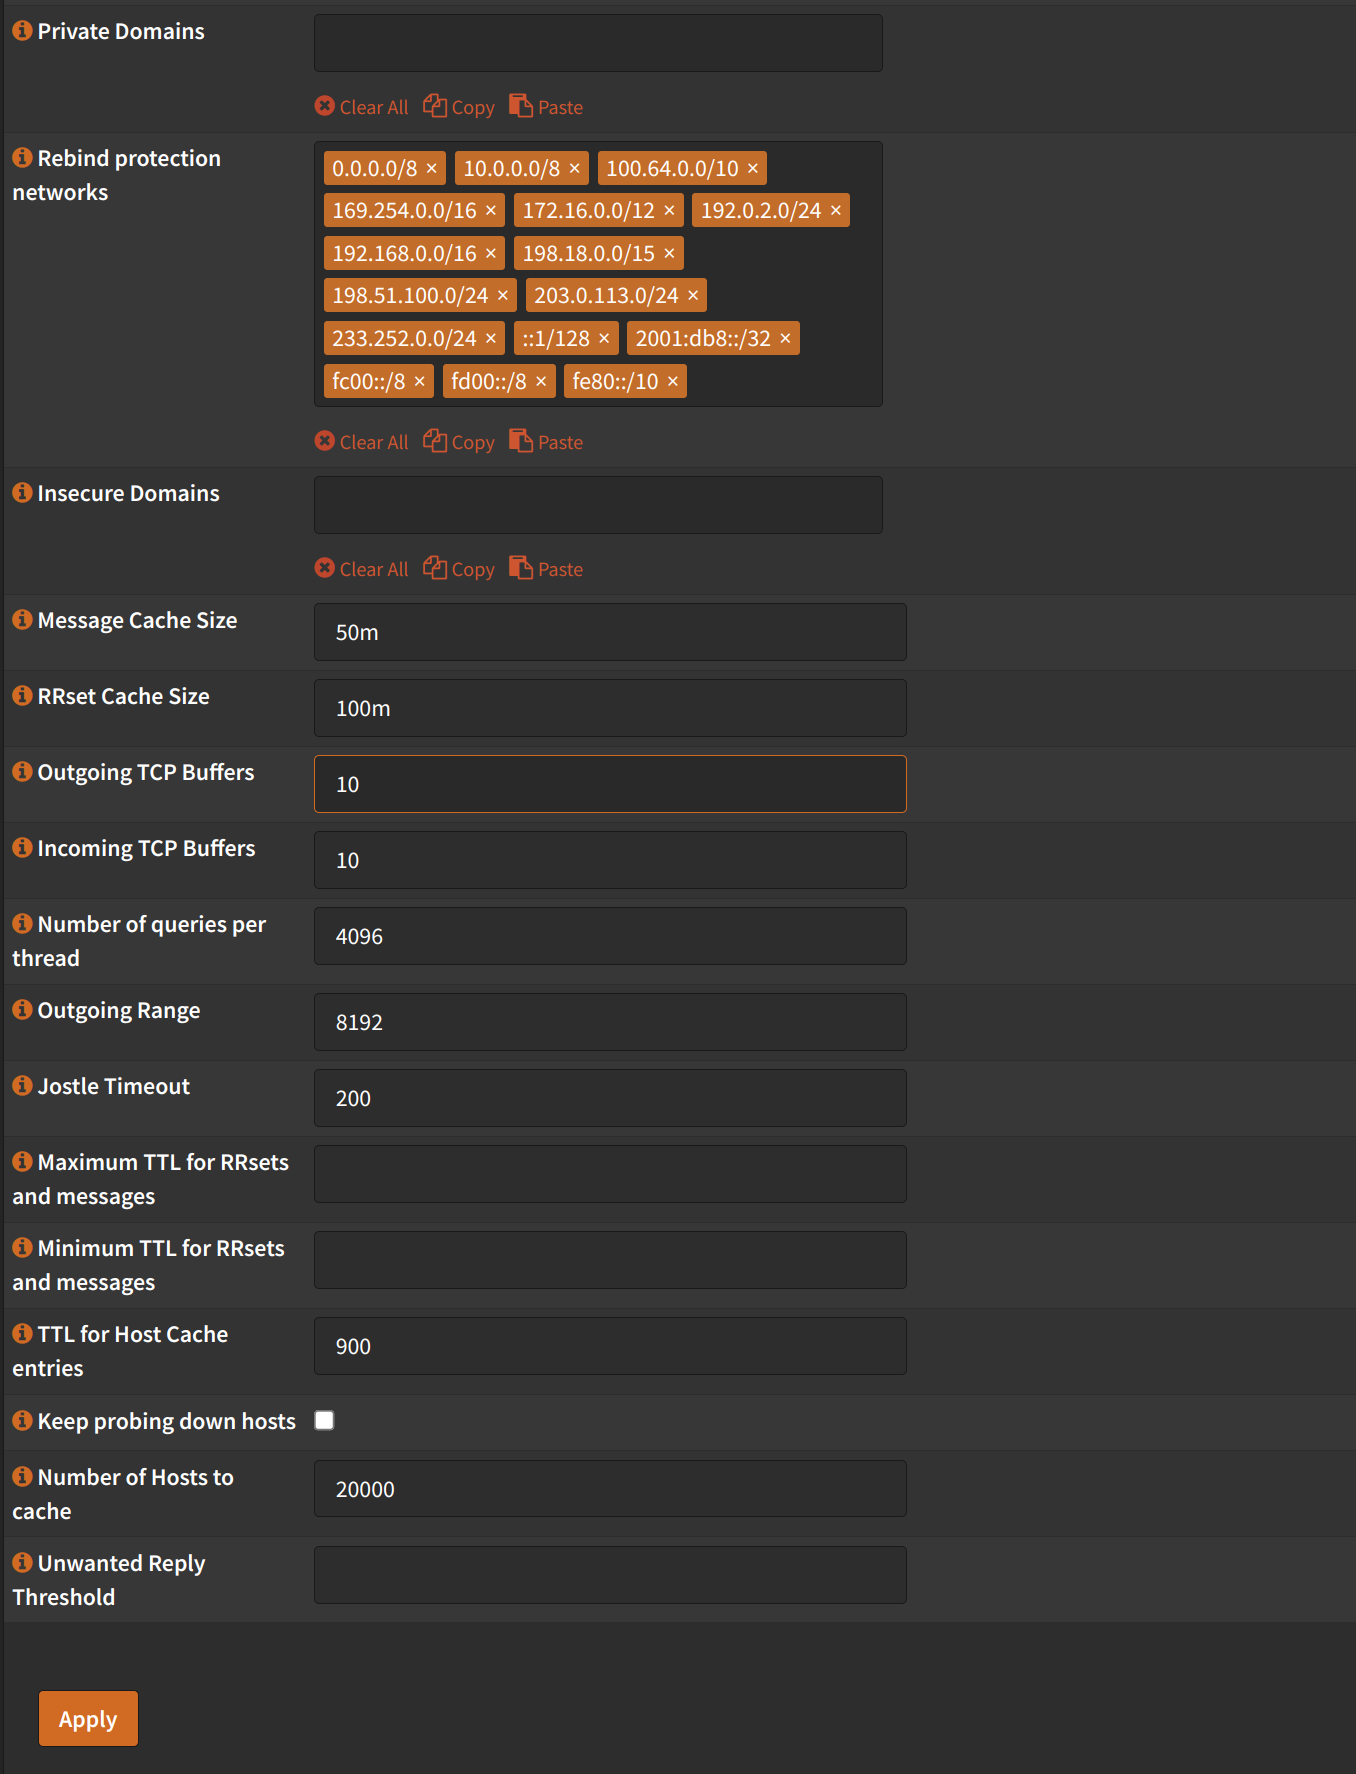 Private Domains
Clear All Copy Paste
Rebind protection
networks
0.0.0.0/8 × 10.0.0.0/8 × 100.64.0.0/10 ×
169.254.0.0/16 × 172.16.0.0/12 × 192.0.2.0/24 ×
192.168.0.0/16 × 198.18.0.0/15 ×
198.51.100.0/24 × 203.0.113.0/24 ×
233.252.0.0/24 × ::1/128 × 2001:db8::/32 ×
fc00::/8 × fd00::/8 × fe80::/10 ×
Clear All Copy Paste
Insecure Domains
Clear All Copy Paste
Message Cache Size
50m
RRset Cache Size
100m
Outgoing TCP Buffers
10
Incoming TCP Buffers
10
Number of queries per
thread
4096
Outgoing Range
8192
Jostle Timeout
200
Maximum TTL for RRsets
and messages
Minimum TTL for RRsets
and messages
TTL for Host Cache
entries
900
Keep probing down hosts
Number of Hosts to
cache
20000
Unwanted Reply
Threshold
Apply